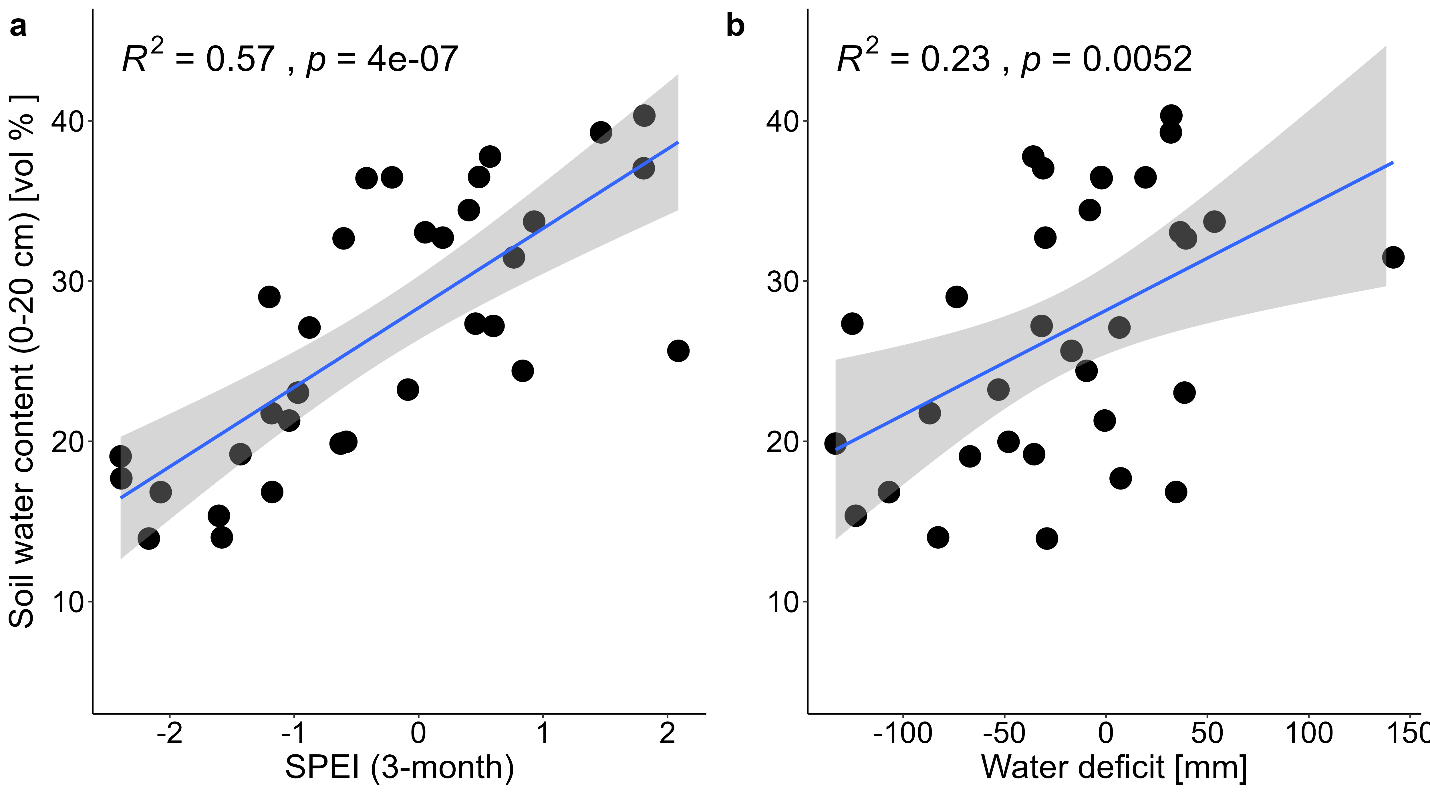 a
R² = 0.57 , p = 4e-07
Soil water content (0-20 cm) [vol % ]
40
30
20
10
-2
-1
0
1
2
SPEI (3-month)
b
R² = 0.23 , p = 0.0052
40
30
20
10
-100
-50
0
50
100
150
Water deficit [mm]